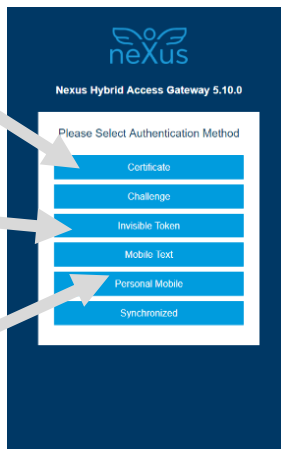 neXus
Nexus Hybrid Access Gateway 5.10.0
Please Select Authentication Method
Certificate
Challenge
Invisible Token
Mobile Text
Personal Mobile
Synchronized